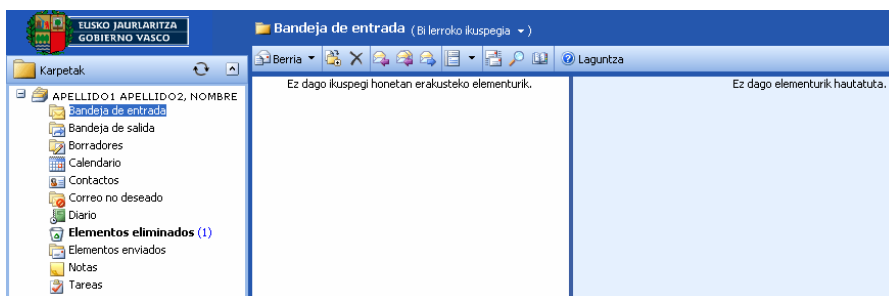 EUSKO JAURLARITZA
GOBIERNO VASCO
Bandeja de entrada (Bi lerroko ikuspegia)
Berria
Laguntza
Karpetak
Ez dago ikuspegi honetan erakusteko elementurik.
Ez dago elementurik hautatuta.
APELLIDO1 APELLIDO2, NOMBRE
Bandeja de entrada
Bandeja de salida
Borradores
Calendario
Contactos
Correo no deseado
Diario
Elementos eliminados (1)
Elementos enviados
Notas
Tareas